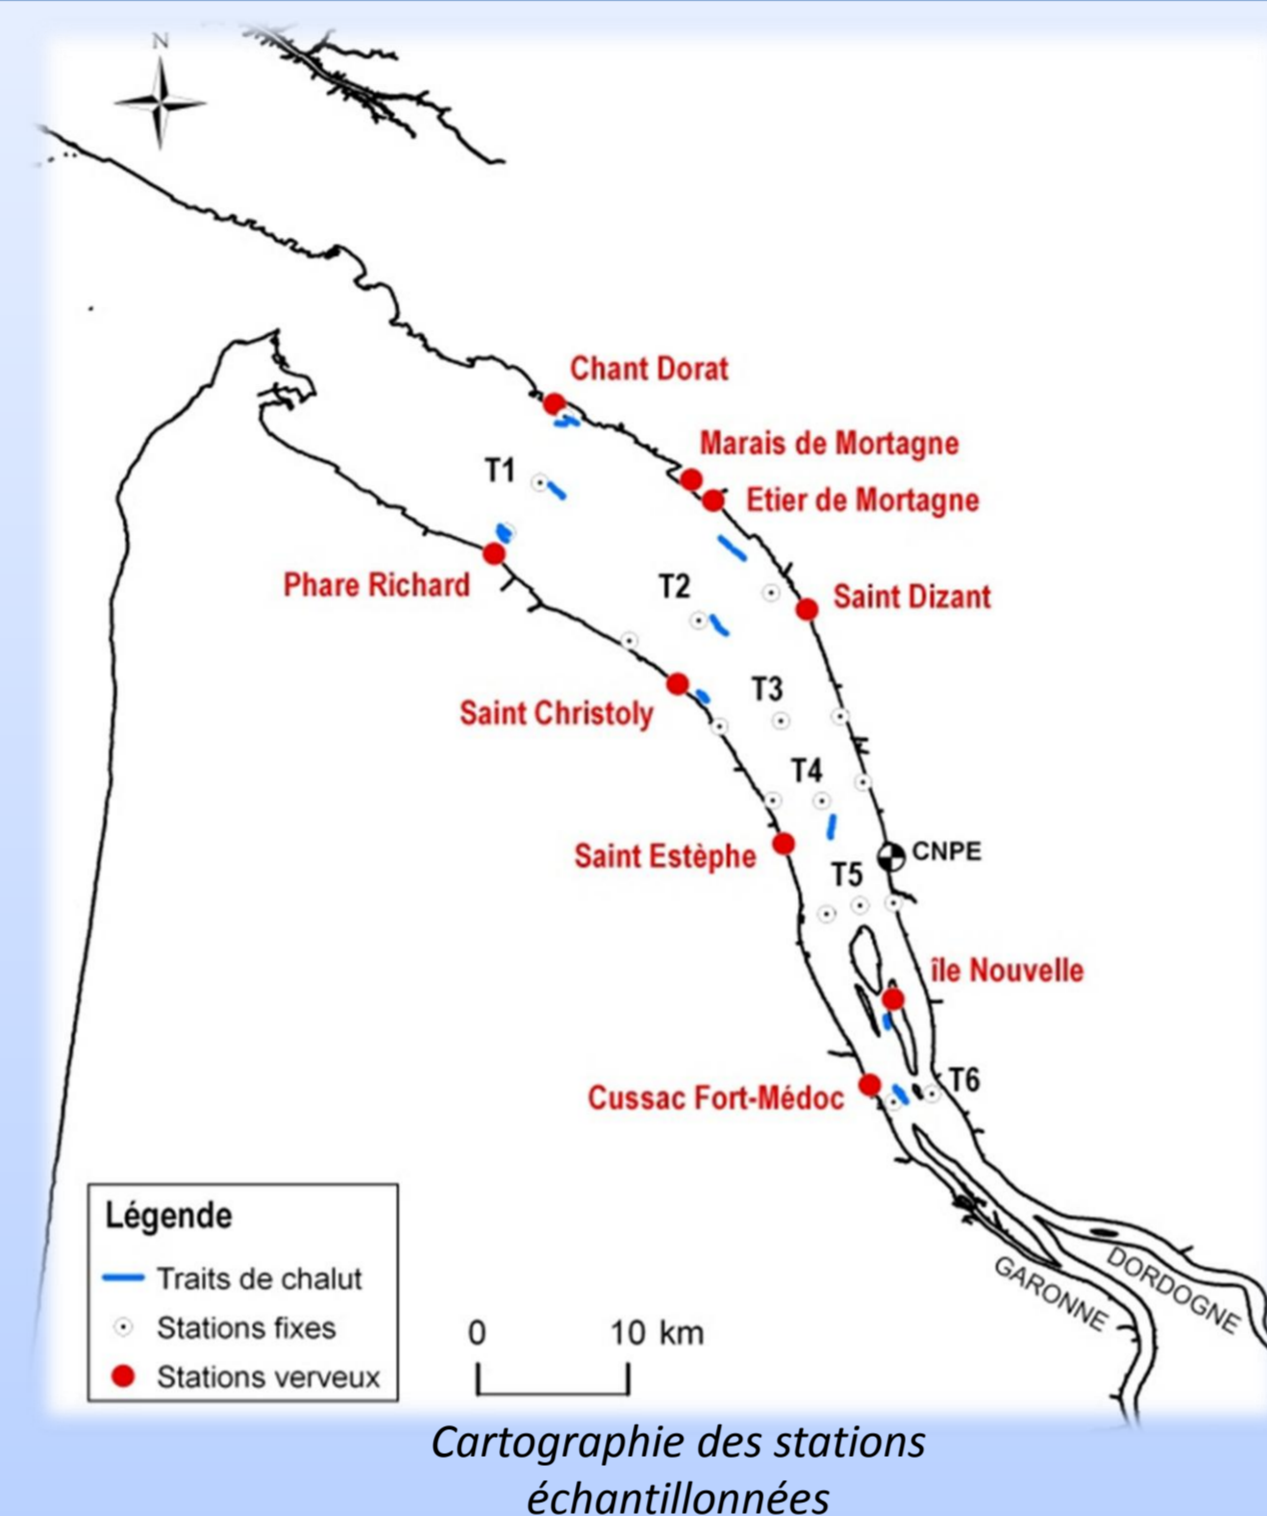 N
Chant Dorat
Marais de Mortagne
T1
Etier de Mortagne
Phare Richard
T2
Saint Dizant
Saint Christoly
T3
T4
Saint Estèphe
CNPE
T5
île Nouvelle
Cussac Fort-Médoc
T6
GARONNE
DORDOGNE
Légende
Traits de chalut
Stations fixes
Stations verveux
0 10 km
Cartographie des stations
échantillonnées